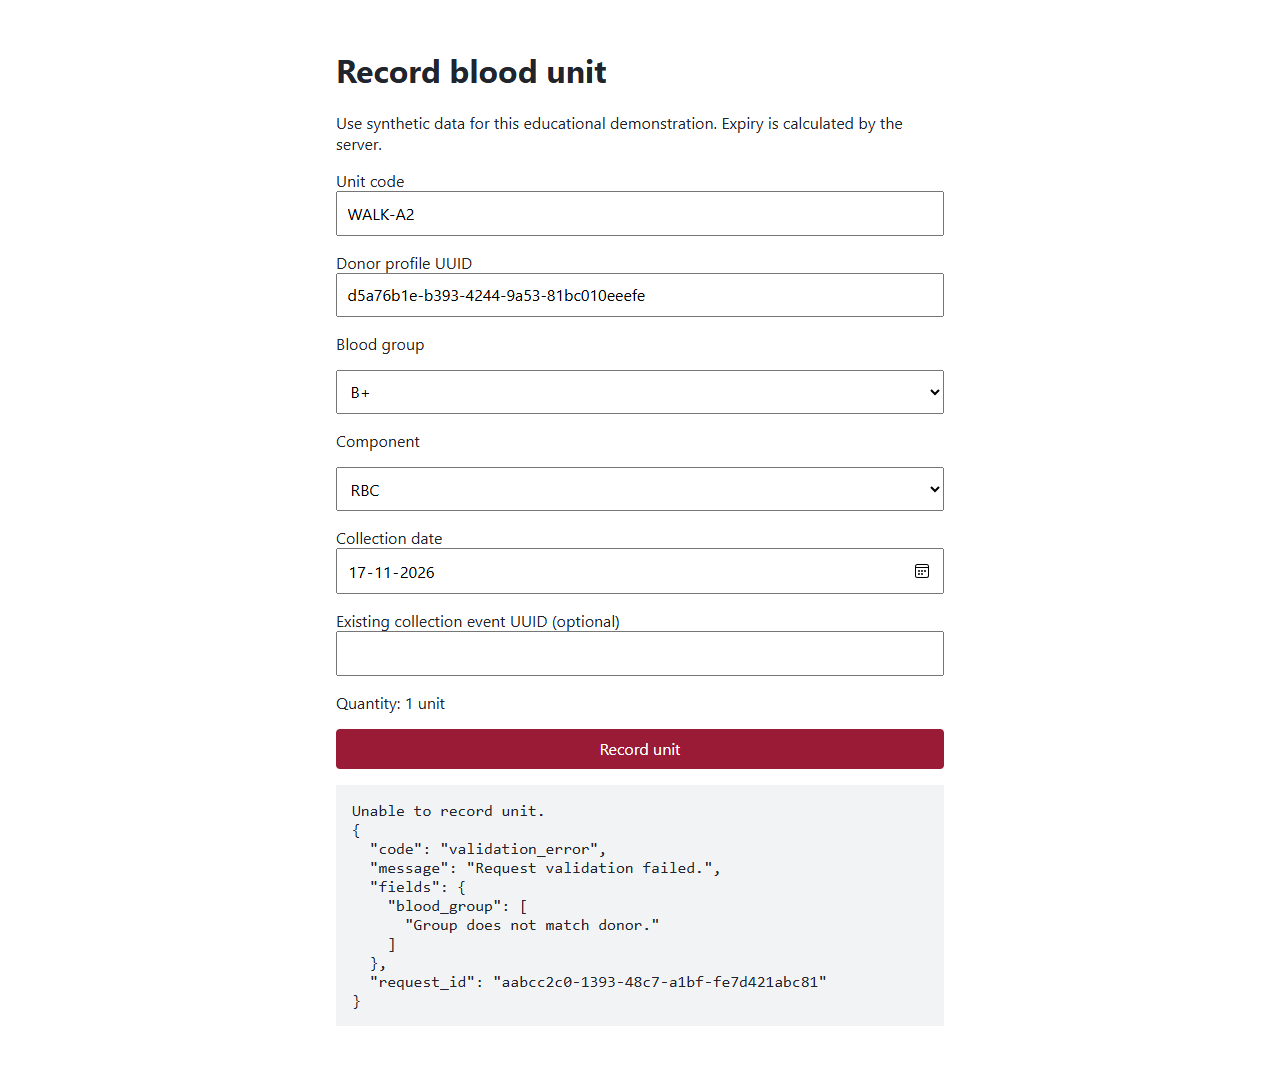 Record blood unit
Use synthetic data for this educational demonstration. Expiry is calculated by the
server.
Unit code
WALK-A2
Donor profile UUID
d5a76b1e-b393-4244-9a53-81bc010eeefe
Blood group
B+
Component
RBC
Collection date
17-11-2026
Existing collection event UUID (optional)
Quantity: 1 unit
Record unit
Unable to record unit.
{
  "code": "validation_error",
  "message": "Request validation failed.",
  "fields": {
    "blood_group": [
      "Group does not match donor."
    ]
  },
  "request_id": "aabcc2c0-1393-48c7-a1bf-fe7d421abc81"
}